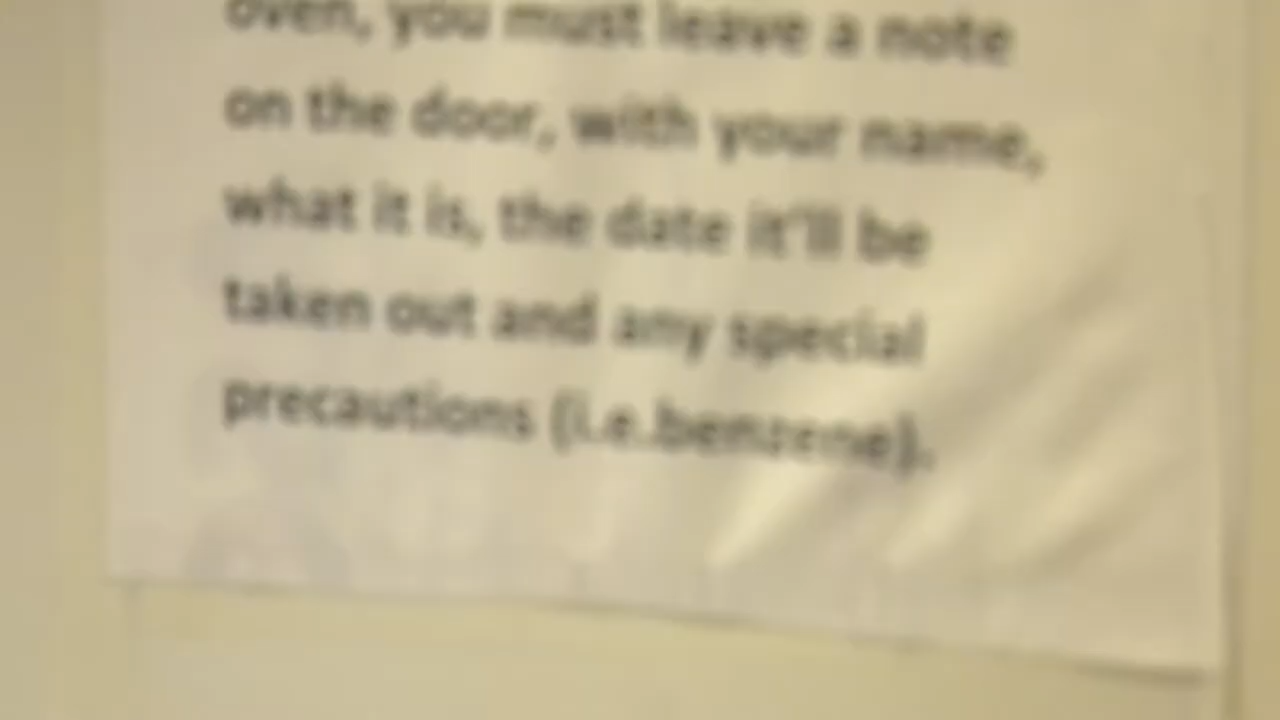 oven, you must leave a note
on the door, with your name,
what it is, the date it'll be
taken out and any special
precautions (i.e.benzene).